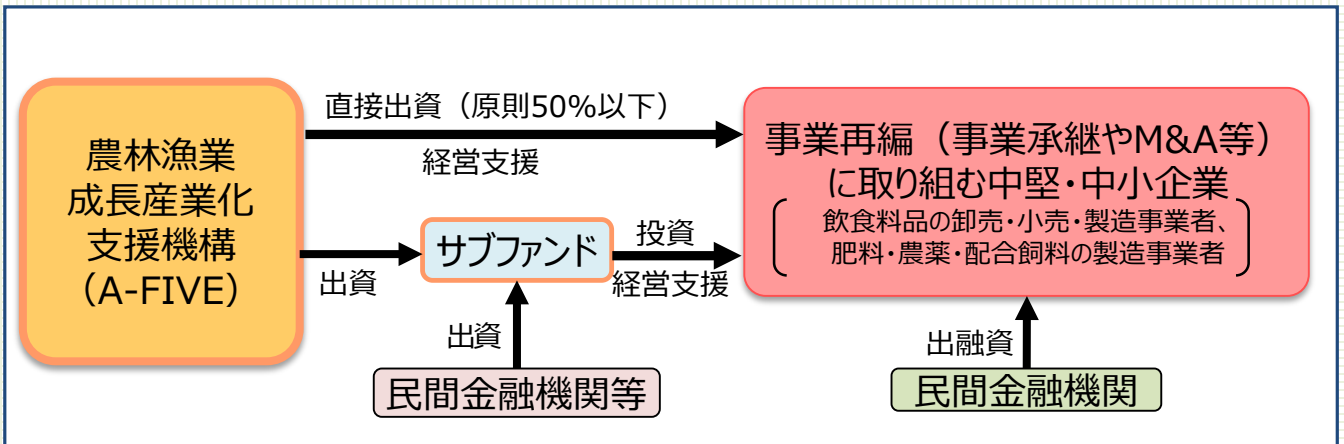 農林漁業
成長産業化
支援機構
（A-FIVE）
直接出資（原則50%以下）
経営支援
出資
サブファンド
投資
経営支援
出資
民間金融機関等
事業再編（事業承継やM&A等）
に取り組む中堅・中小企業
飲食料品の卸売・小売・製造事業者、
肥料・農薬・配合飼料の製造事業者
出融資
民間金融機関